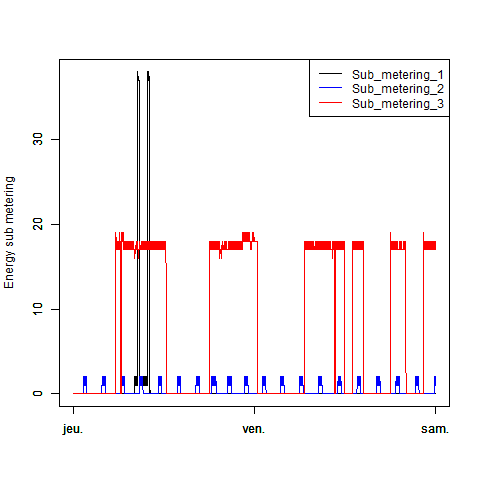 Sub_metering_1
Sub_metering_2
Sub_metering_3
Energy sub metering
30
20
10
0
jeu.
ven.
sam.